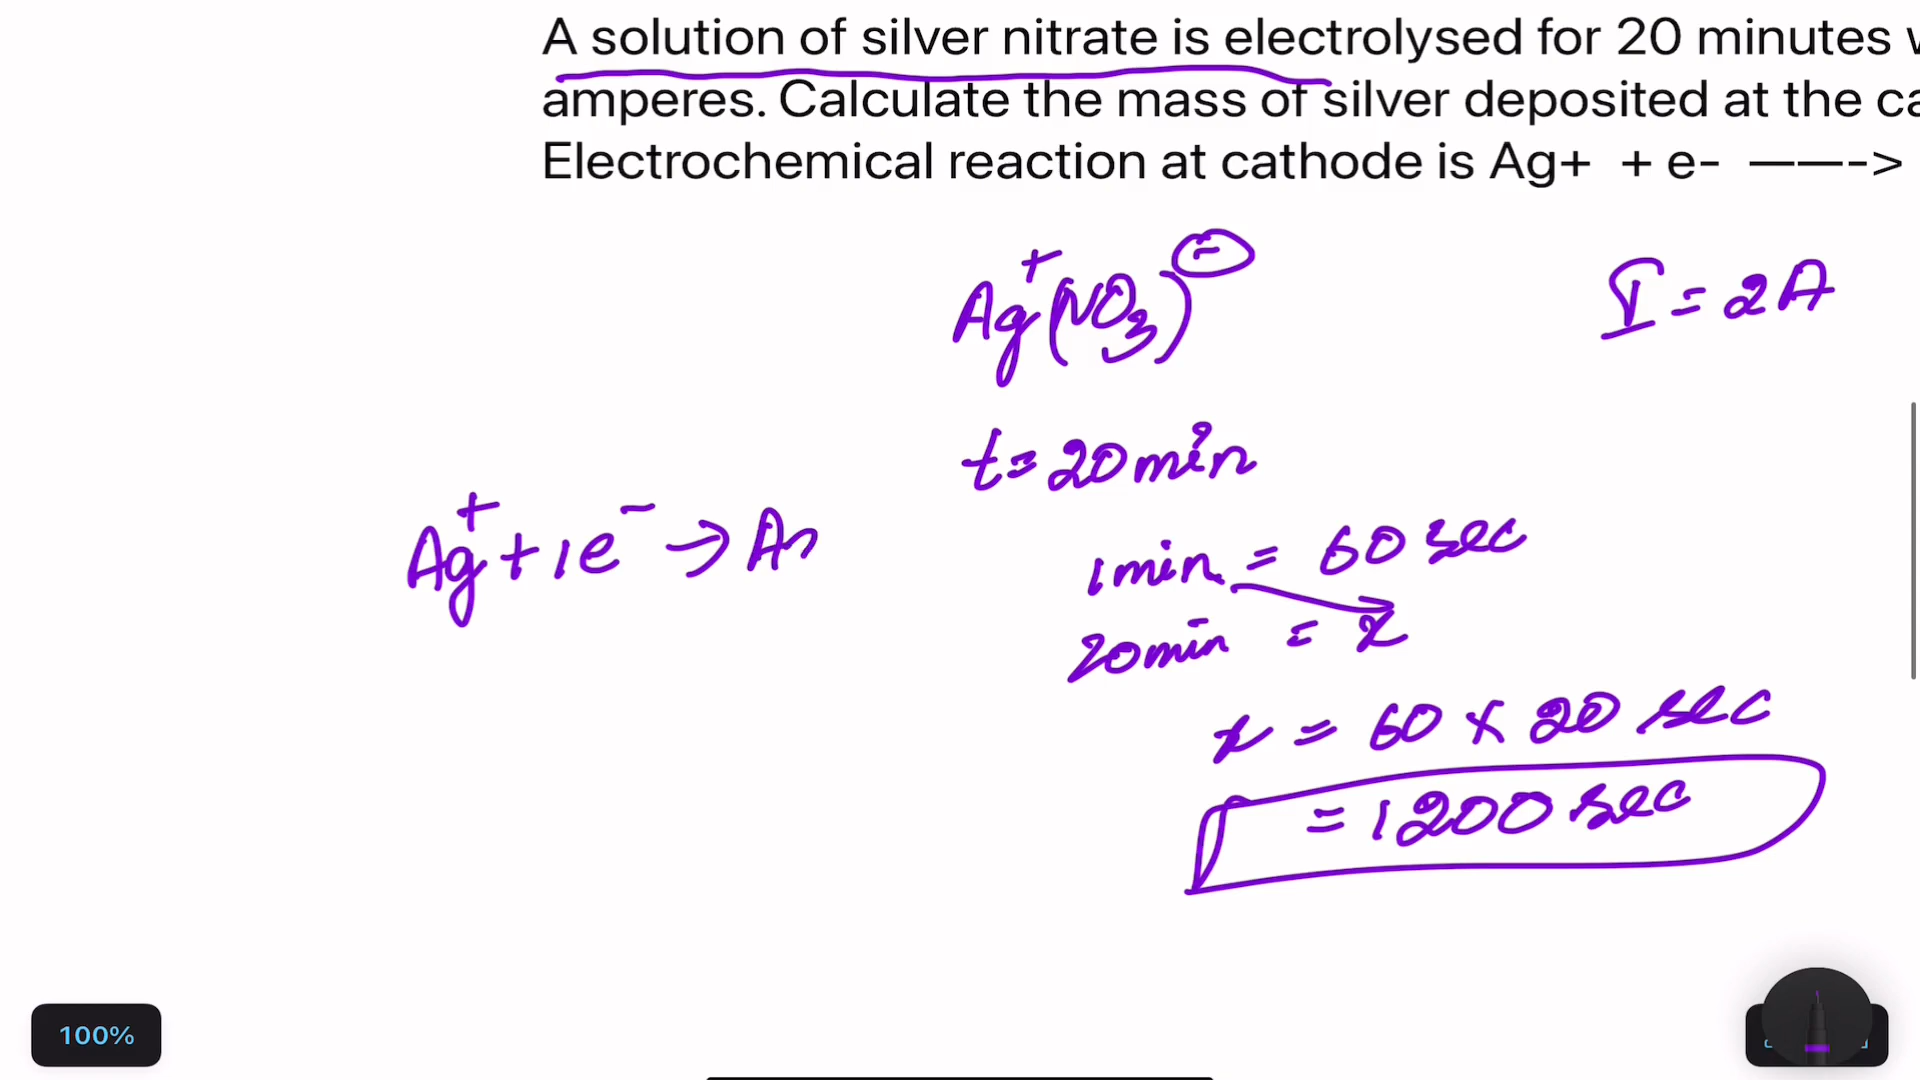 A solution of silver nitrate is electrolysed for 20 minutes
amperes. Calculate the mass of silver deposited at the
Electrochemical reaction at cathode is Ag+ + e- ——->
Ag⁺(NO₃)⁻
I = 2A
t = 20 min
Ag⁺ + 1e⁻ → A
1 min = 60 sec
20 min = x
x = 60 × 20 sec
= 1200 sec
100%